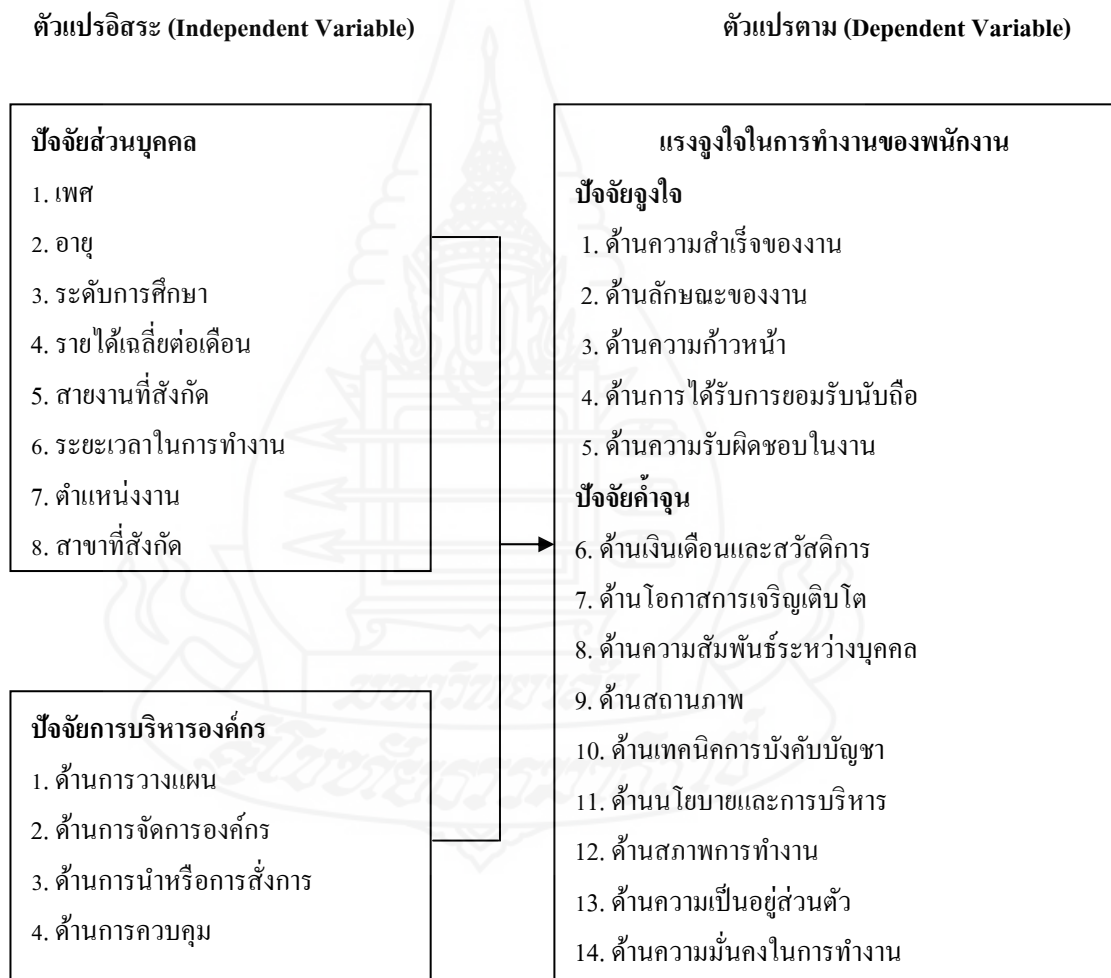 ตัวแปรอิสระ (Independent Variable)
ตัวแปรตาม (Dependent Variable)
ปัจจัยส่วนบุคคล
1. เพศ
2. อายุ
3. ระดับการศึกษา
4. รายได้เฉลี่ยต่อเดือน
5. สายงานที่สังกัด
6. ระยะเวลาในการทำงาน
7. ตำแหน่งงาน
8. สาขาที่สังกัด
ปัจจัยการบริหารองค์กร
1. ด้านการวางแผน
2. ด้านการจัดการองค์กร
3. ด้านการนำหรือการสั่งการ
4. ด้านการควบคุม
แรงจูงใจในการทำงานของพนักงาน
ปัจจัยจูงใจ
1. ด้านความสำเร็จของงาน
2. ด้านลักษณะของงาน
3. ด้านความก้าวหน้า
4. ด้านการได้รับการยอมรับนับถือ
5. ด้านความรับผิดชอบในงาน
ปัจจัยค้ำจุน
6. ด้านเงินเดือนและสวัสดิการ
7. ด้านโอกาสการเจริญเติบโต
8. ด้านความสัมพันธ์ระหว่างบุคคล
9. ด้านสถานภาพ
10. ด้านเทคนิคการบังคับบัญชา
11. ด้านนโยบายและการบริหาร
12. ด้านสภาพการทำงาน
13. ด้านความเป็นอยู่ส่วนตัว
14. ด้านความมั่นคงในการทำงาน
มหาวิทยาลัย
สุโขทัยธรรมาธิราช